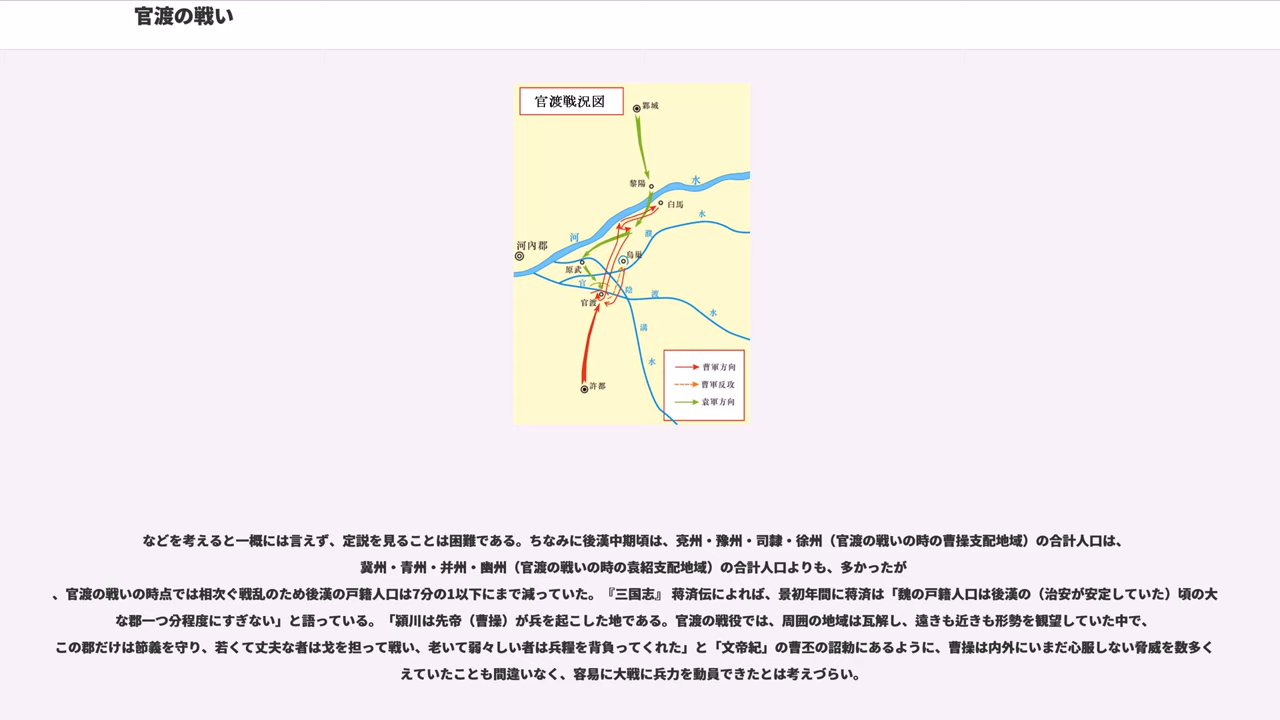 官渡の戦い
官渡戦況図
鄴城
黎陽
水
白馬
水
河
濮
河內郡
烏巣
原武
官
陰
渡
官渡
水
溝
水
許都
曹軍方向
曹軍反攻
袁軍方向
などを考えると一概には言えず、定説を見ることは困難である。ちなみに後漢中期頃は、兗州・豫州・司隷・徐州（官渡の戦いの時の曹操支配地域）の合計人口は、
冀州・青州・并州・幽州（官渡の戦いの時の袁紹支配地域）の合計人口よりも、多かったが
、官渡の戦いの時点では相次ぐ戦乱のため後漢の戸籍人口は7分の1以下にまで減っていた。『三国志』 蒋済伝によれば、景初年間に蒋済は「魏の戸籍人口は後漢の（治安が安定していた）頃の大
な郡一つ分程度にすぎない」と語っている。「潁川は先帝（曹操）が兵を起こした地である。官渡の戦役では、周囲の地域は瓦解し、遠きも近きも形勢を観望していた中で、
この郡だけは節義を守り、若くて丈夫な者は戈を担って戦い、老いて弱々しい者は兵糧を背負ってくれた」と「文帝紀」の曹丕の詔勅にあるように、曹操は内外にいまだ心服しない脅威を数多く
えていたことも間違いなく、容易に大戦に兵力を動員できたとは考えづらい。